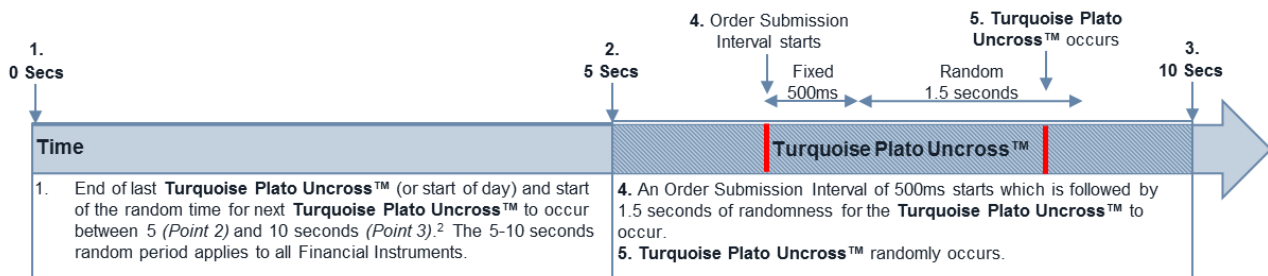 1.
0 Secs
2.
5 Secs
4. Order Submission
Interval starts
5. Turquoise Plato
Uncross™ occurs
3.
10 Secs
Fixed
500ms
Random
1.5 seconds
Time
Turquoise Plato Uncross™
1. End of last Turquoise Plato Uncross™ (or start of day) and start
of the random time for next Turquoise Plato Uncross™ to occur
between 5 (Point 2) and 10 seconds (Point 3).² The 5-10 seconds
random period applies to all Financial Instruments.
4. An Order Submission Interval of 500ms starts which is followed by
1.5 seconds of randomness for the Turquoise Plato Uncross™ to
occur.
5. Turquoise Plato Uncross™ randomly occurs.